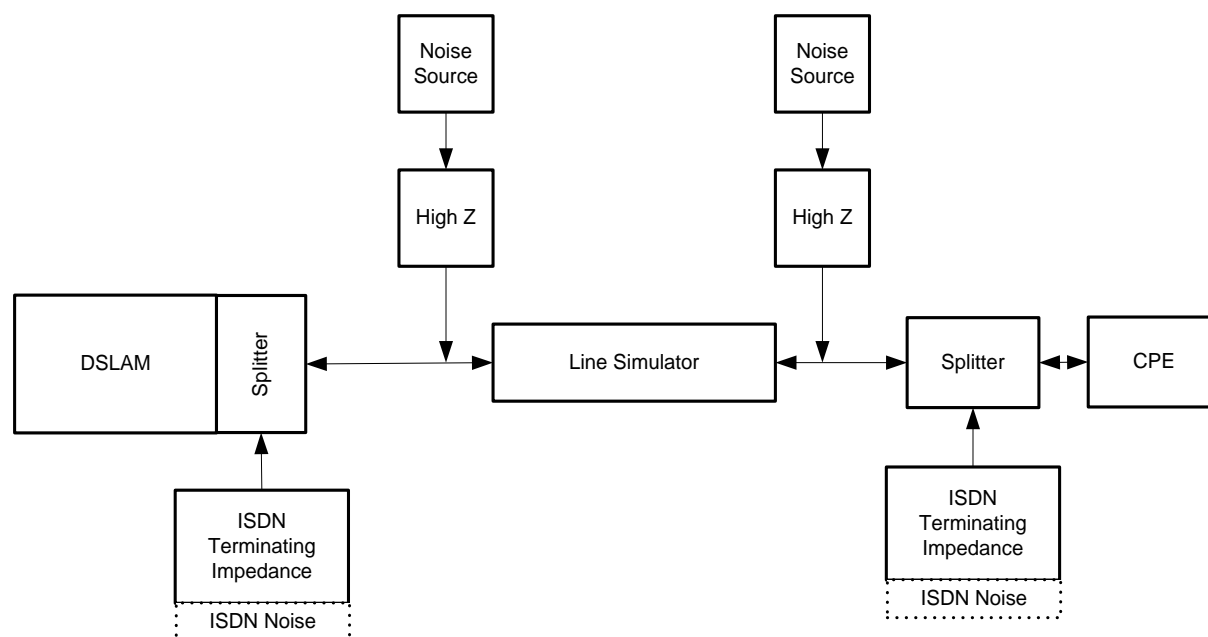 Noise
Source
Noise
Source
High Z
High Z
DSLAM
Splitter
Line Simulator
Splitter
CPE
ISDN
Terminating
Impedance
ISDN Noise
ISDN
Terminating
Impedance
ISDN Noise